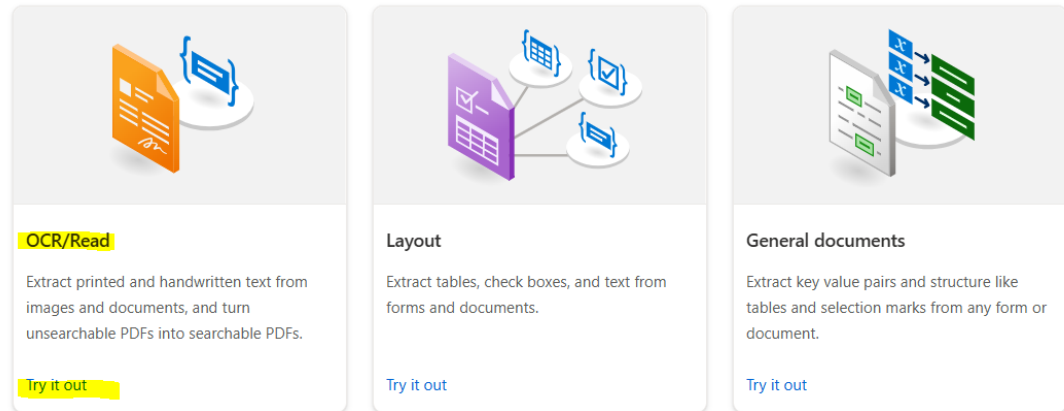 OCR/Read
Extract printed and handwritten text from
images and documents, and turn
unsearchable PDFs into searchable PDFs.
Try it out
Layout
Extract tables, check boxes, and text from
forms and documents.
Try it out
General documents
Extract key value pairs and structure like
tables and selection marks from any form or
document.
Try it out